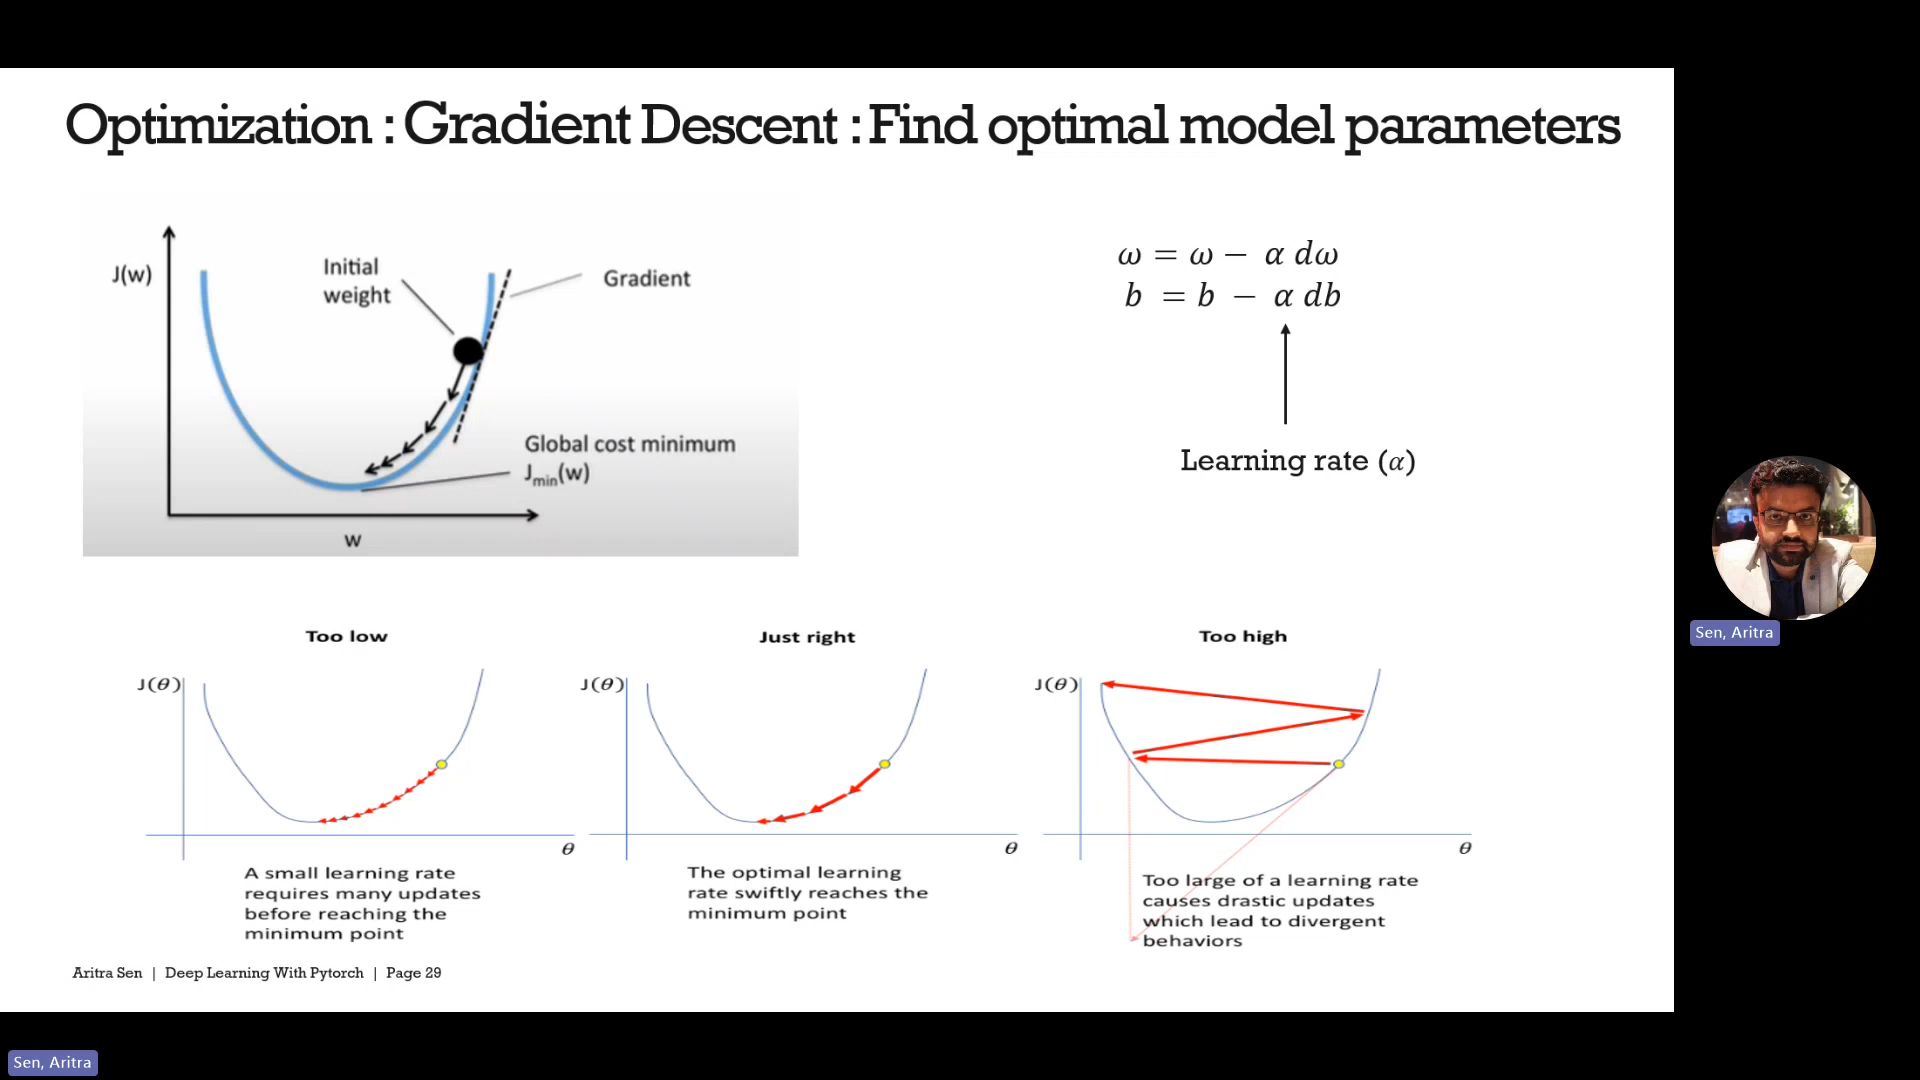 Optimization : Gradient Descent : Find optimal model parameters
J(w)
Initial
weight
Gradient
Global cost minimum
Jmin(w)
w
ω = ω − α dω
b = b − α db
Learning rate (α)
Too low
J(θ)
θ
A small learning rate
requires many updates
before reaching the
minimum point
Just right
J(θ)
θ
The optimal learning
rate swiftly reaches the
minimum point
Too high
J(θ)
θ
Too large of a learning rate
causes drastic updates
which lead to divergent
behaviors
Aritra Sen | Deep Learning With Pytorch | Page 29
Sen, Aritra
Sen, Aritra